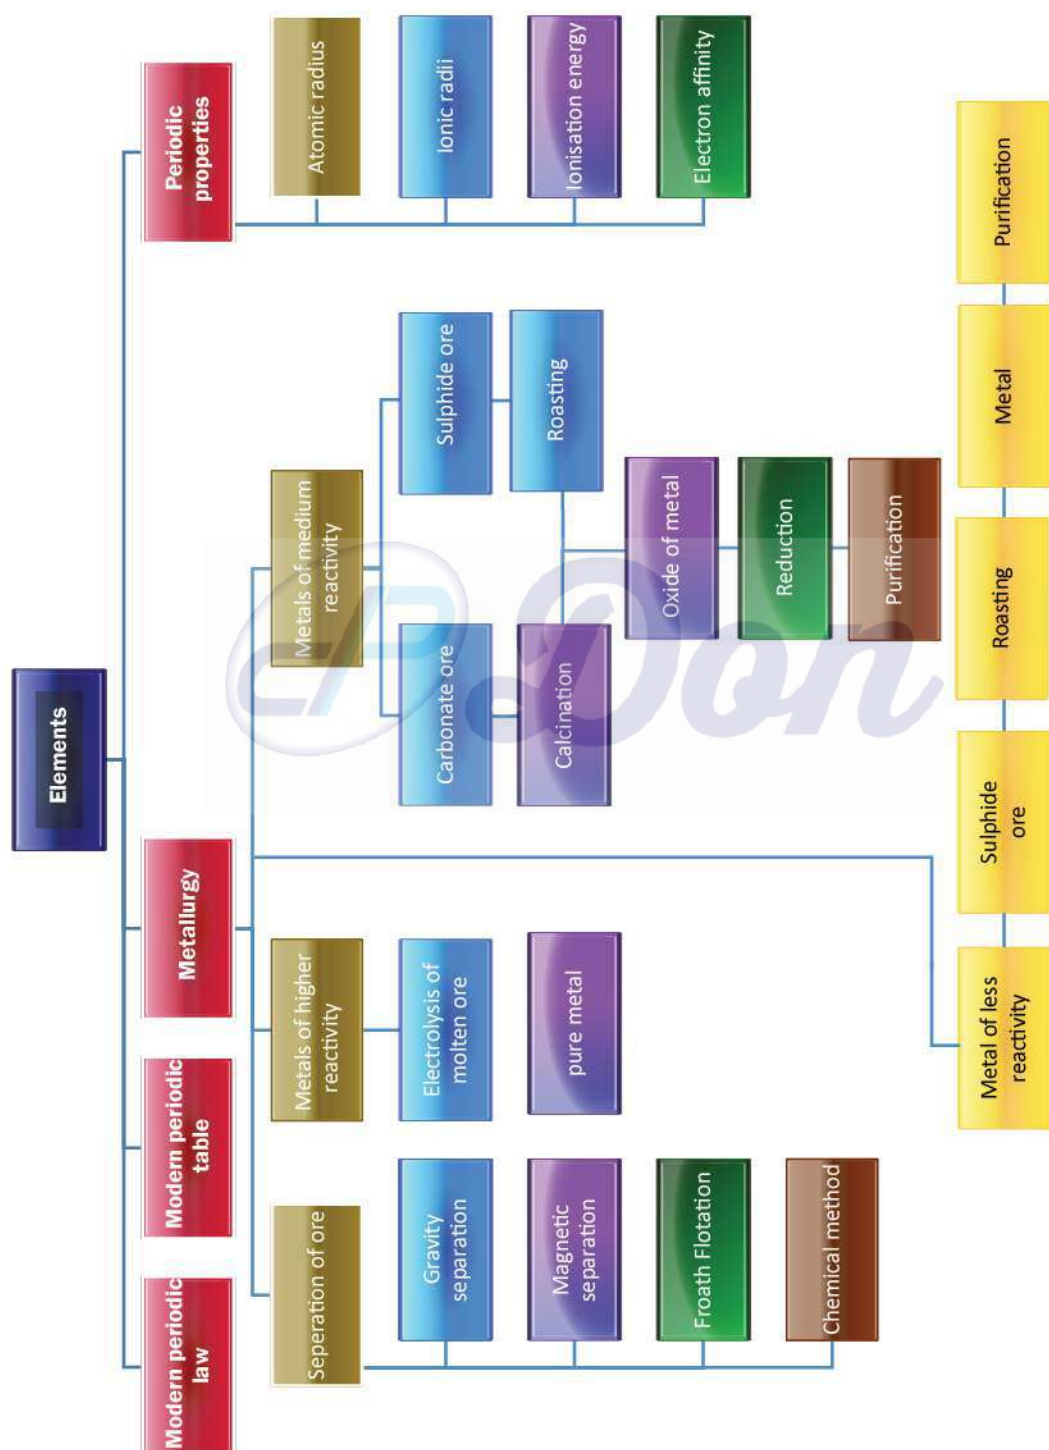 Elements
Modern periodic
law
Modern periodic
table
Metallurgy
Periodic
properties
Seperation of ore
Gravity
separation
Magnetic
separation
Froath Flotation
Chemical method
Metals of higher
reactivity
Electrolysis of
molten ore
pure metal
Metals of medium
reactivity
Carbonate ore
Sulphide ore
Calcination
Roasting
Oxide of metal
Reduction
Purification
Atomic radius
Ionic radii
Ionisation energy
Electron affinity
Metal of less
reactivity
Sulphide
ore
Roasting
Metal
Purification
Don